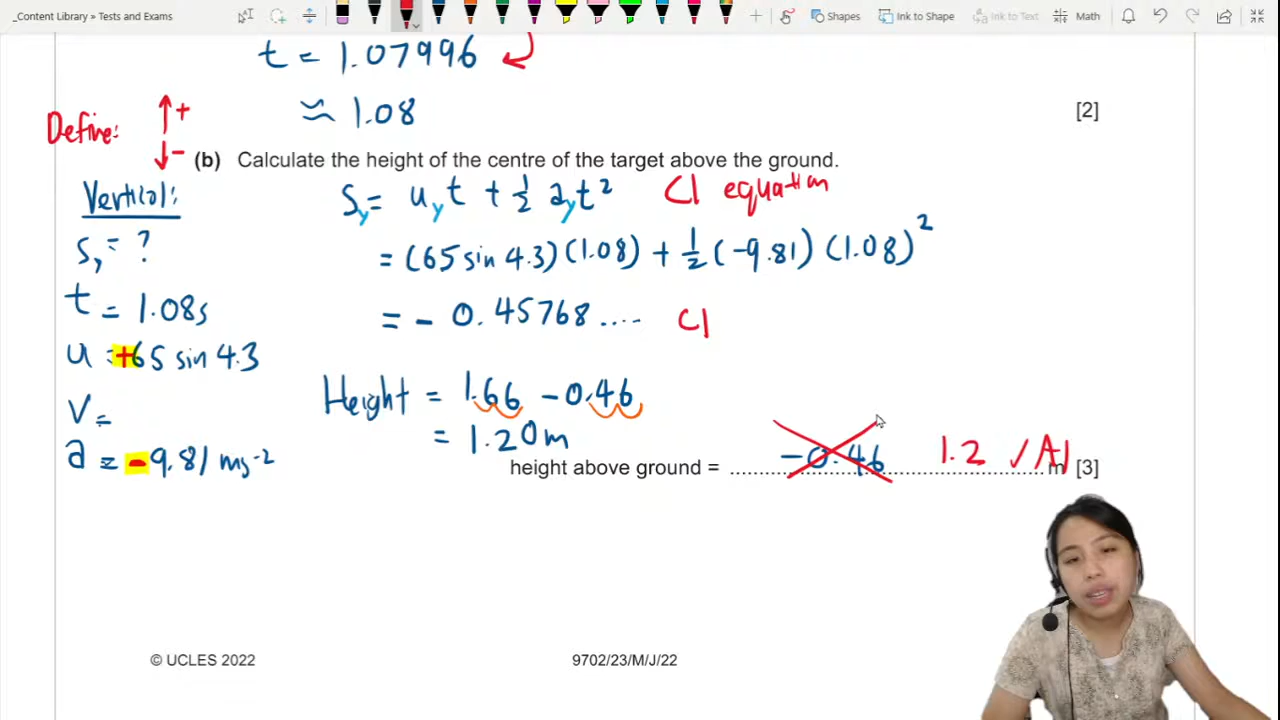 _Content Library » Tests and Exams
Shapes
Ink to Shape
Ink to Text
Math
t = 1.07996
≈ 1.08
[2]
Define: ↑+
↓-
(b) Calculate the height of the centre of the target above the ground.
Vertical:
Sy = uyt + ½ ayt² C1 equation
Sy = ?
= (65 sin 4.3)(1.08) + ½(-9.81)(1.08)²
t = 1.08s
= - 0.45768.... C1
u = +65 sin 4.3
Height = 1.66 - 0.46
v =
= 1.20m
a = -9.81 ms-2
height above ground = -0.46 1.2 ✓ A1 m [3]
© UCLES 2022
9702/23/M/J/22